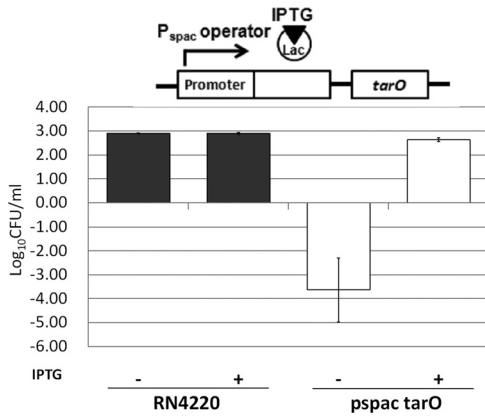 IPTG
Pspac operator
Lac
Promoter
tarO
Log10CFU/ml
4.00
3.00
2.00
1.00
0.00
-1.00
-2.00
-3.00
-4.00
-5.00
-6.00
IPTG - + - +
RN4220 pspac tarO